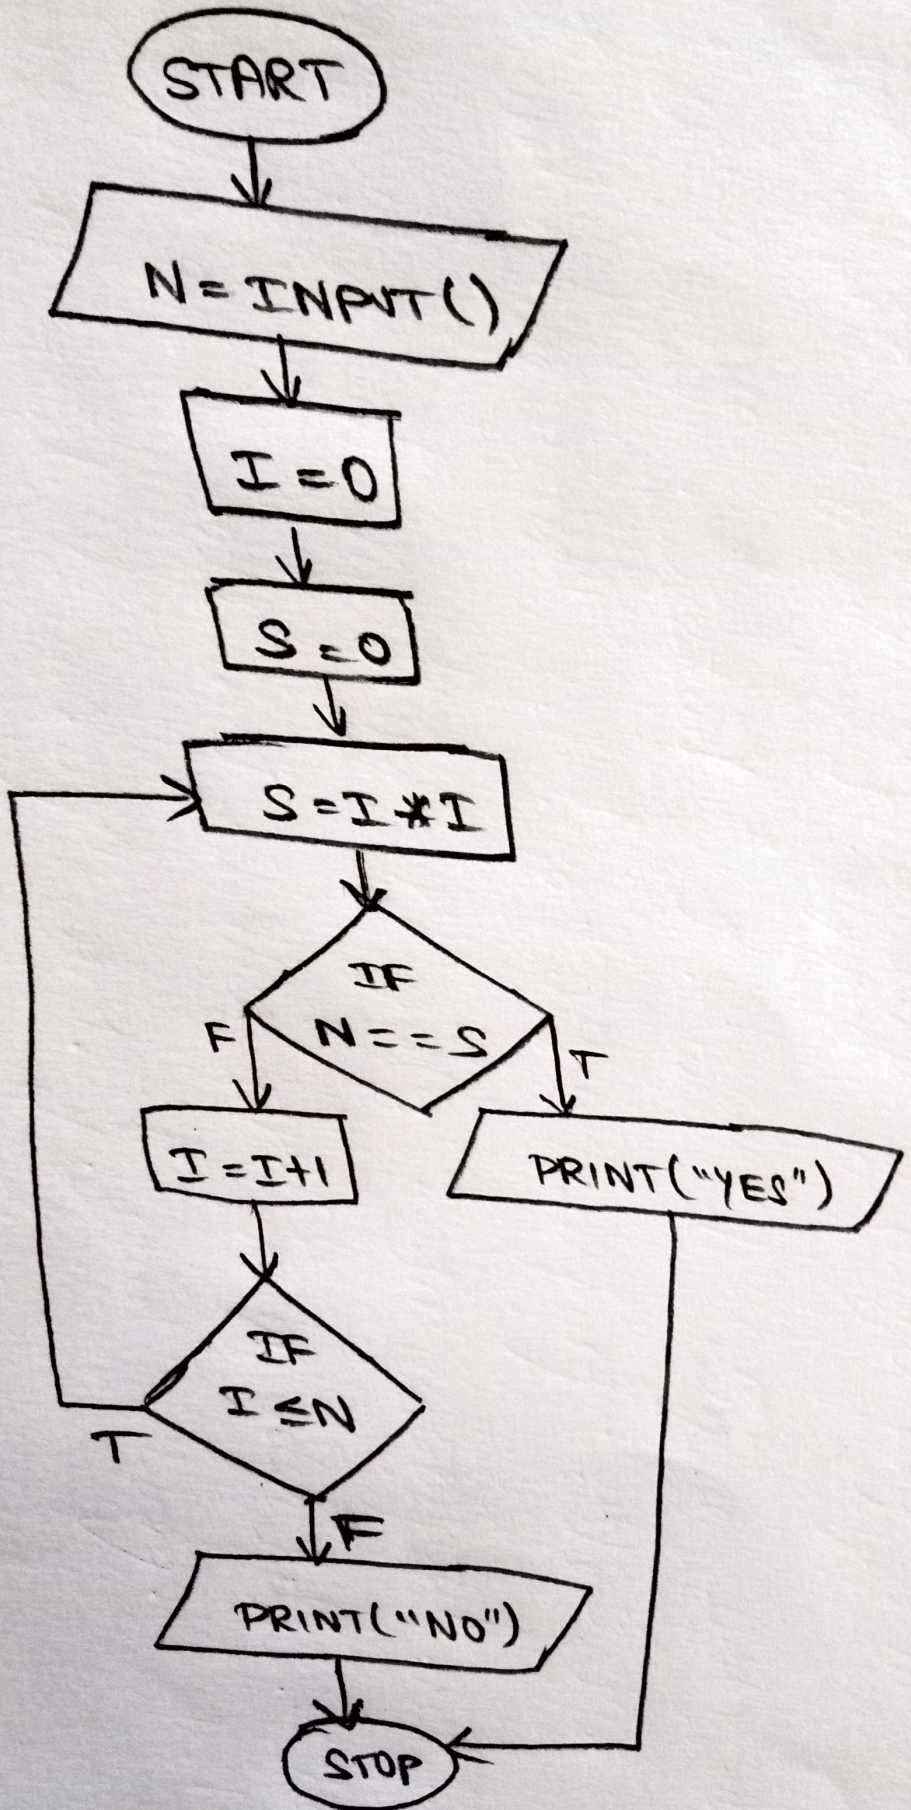 START
N = INPUT()
I = 0
S = 0
S = I * I
IF
N == S
F
T
I = I+1
PRINT("YES")
IF
I ≤ N
T
F
PRINT("NO")
STOP